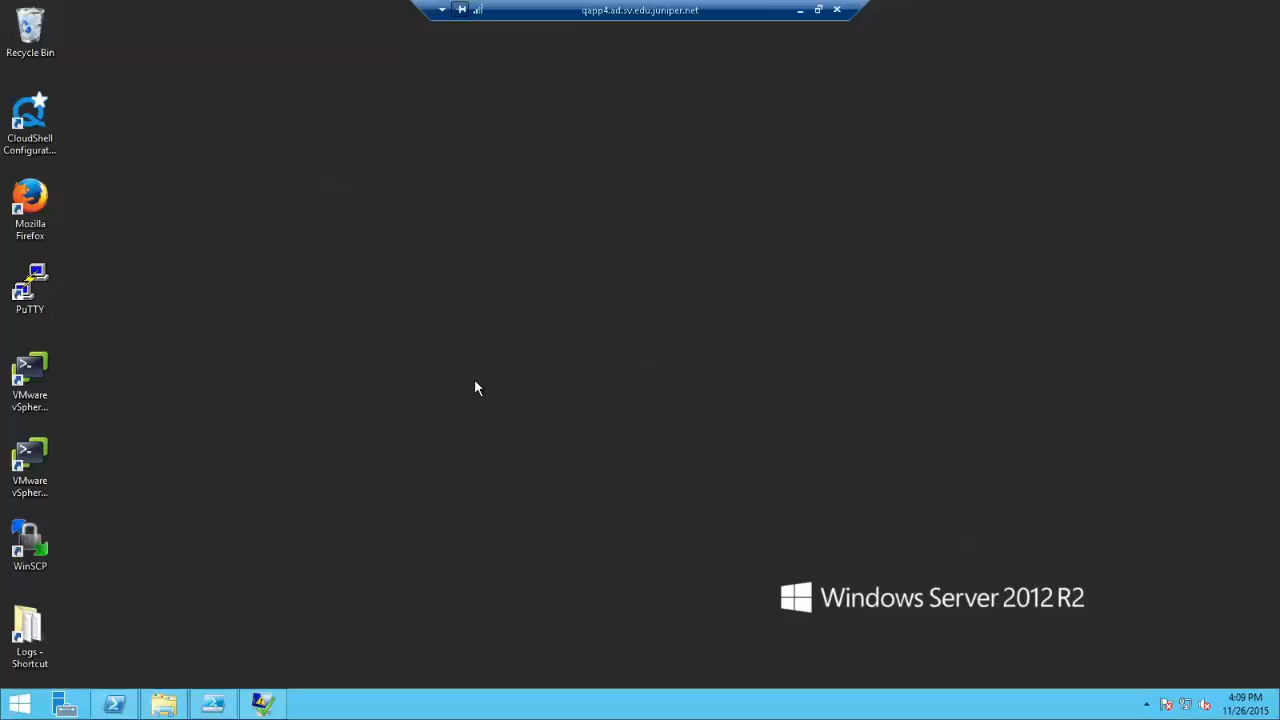 qapp4.ad.sv.edu.juniper.net
Recycle Bin
CloudShell
Configurat...
Mozilla
Firefox
PuTTY
VMware
vSpher...
VMware
vSpher...
WinSCP
Logs -
Shortcut
Windows Server 2012 R2
4:09 PM
11/26/2015